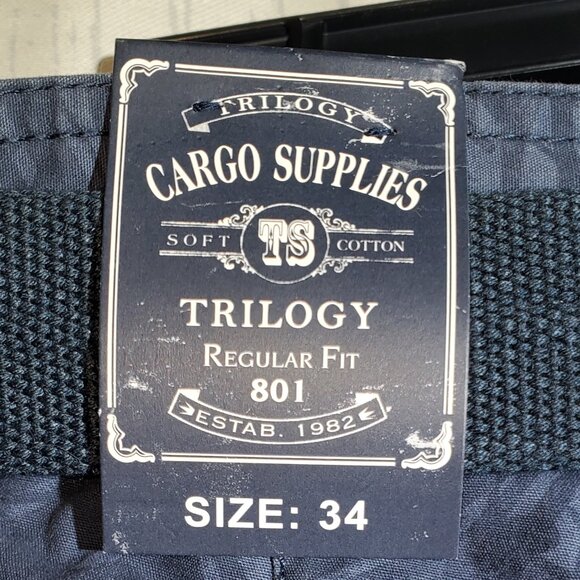 TRILOGY
CARGO SUPPLIES
SOFT TS COTTON
TRILOGY
REGULAR FIT
801
ESTAB. 1982
SIZE: 34